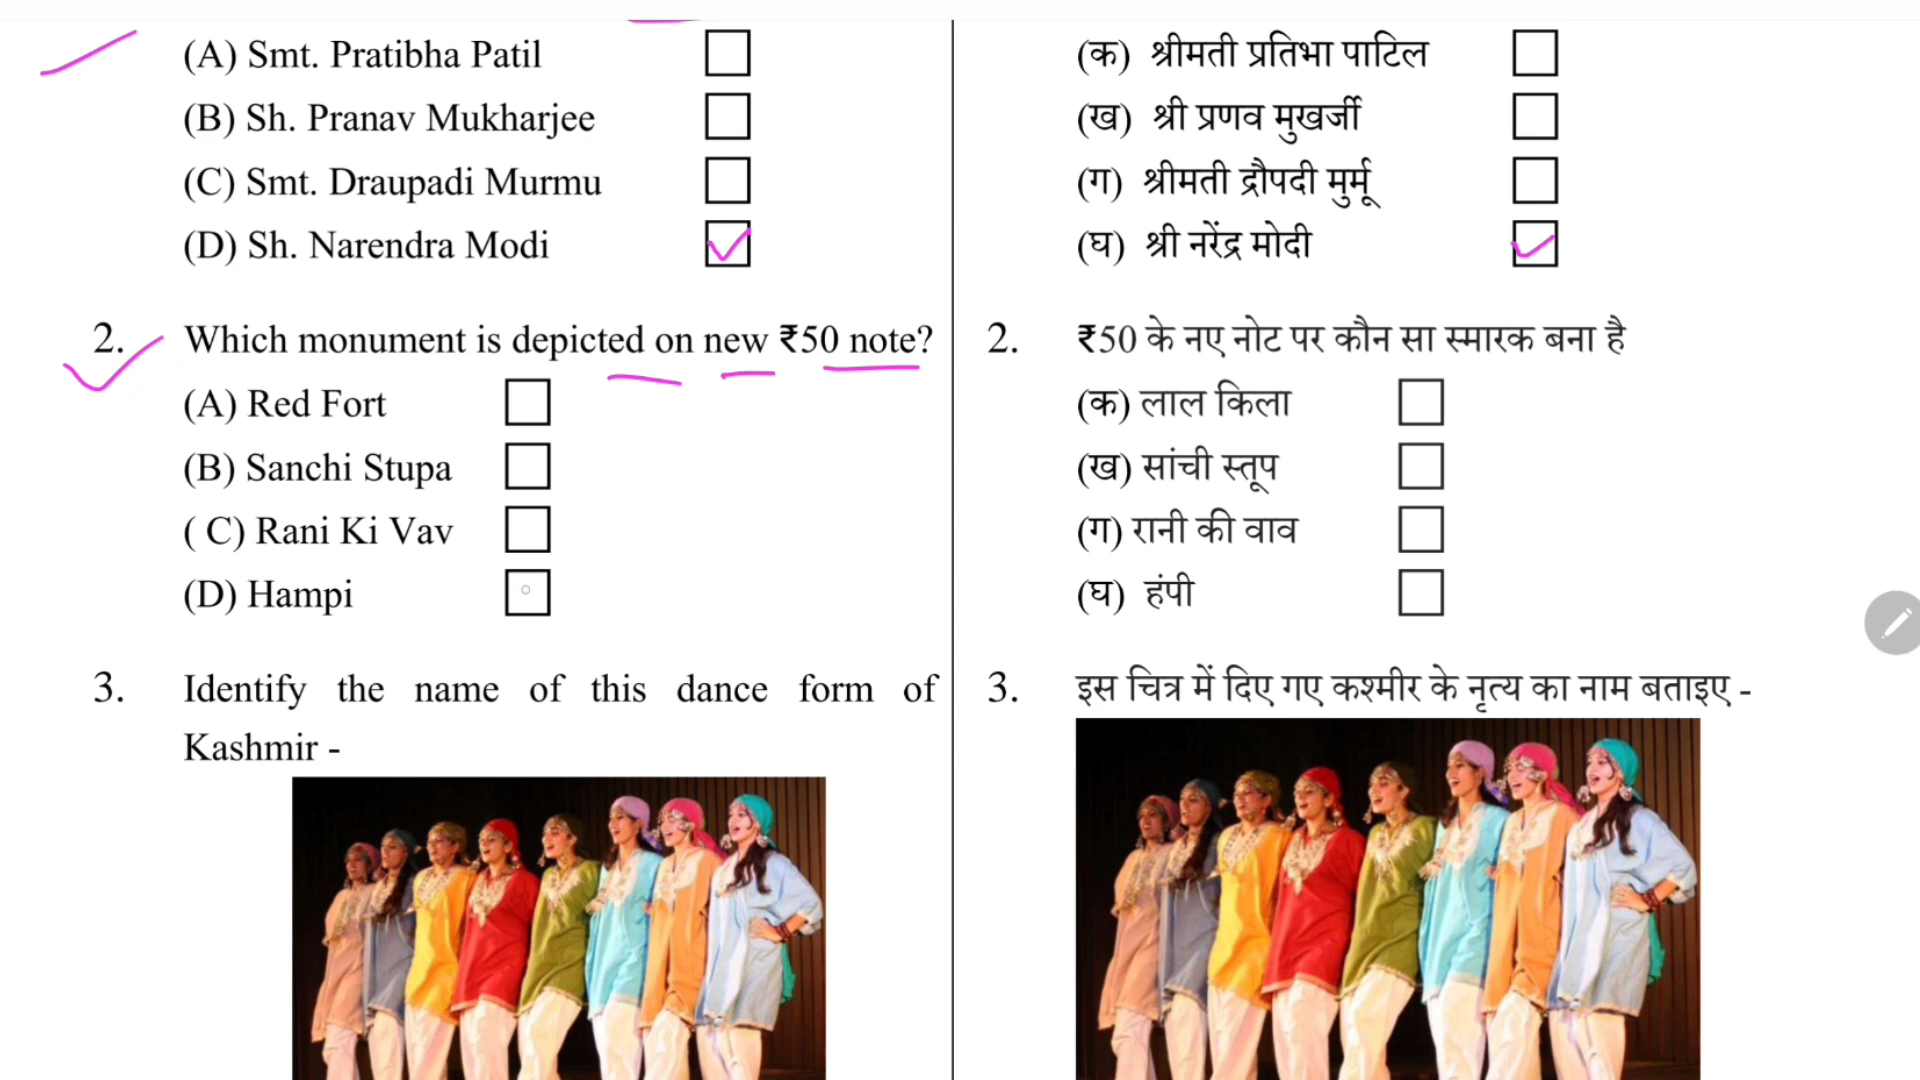 (A) Smt. Pratibha Patil
(B) Sh. Pranav Mukharjee
(C) Smt. Draupadi Murmu
(D) Sh. Narendra Modi
2. Which monument is depicted on new ₹50 note?
(A) Red Fort
(B) Sanchi Stupa
( C) Rani Ki Vav
(D) Hampi
3. Identify the name of this dance form of
Kashmir -
(क) श्रीमती प्रतिभा पाटिल
(ख) श्री प्रणव मुखर्जी
(ग) श्रीमती द्रौपदी मुर्मू
(घ) श्री नरेंद्र मोदी
2. ₹50 के नए नोट पर कौन सा स्मारक बना है
(क) लाल किला
(ख) सांची स्तूप
(ग) रानी की वाव
(घ) हंपी
3. इस चित्र में दिए गए कश्मीर के नृत्य का नाम बताइए -